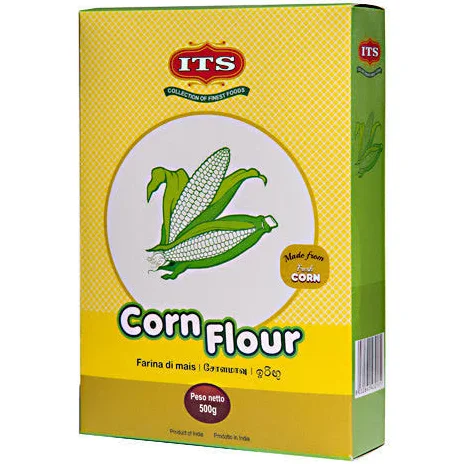 ITS
COLLECTION OF FINEST FOODS
Made from
Fresh
CORN
Corn Flour
Farina di mais | சோளமாவு | ඉරිඟු
Peso netto
500g
Product of India Prodotto in India